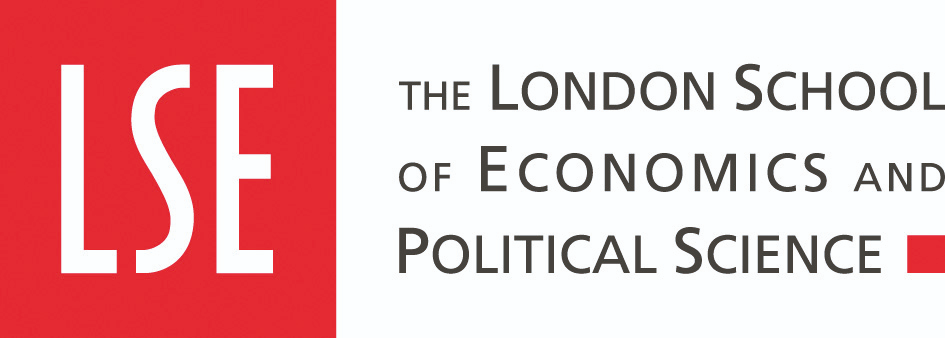 LSE
THE LONDON SCHOOL
OF ECONOMICS AND
POLITICAL SCIENCE